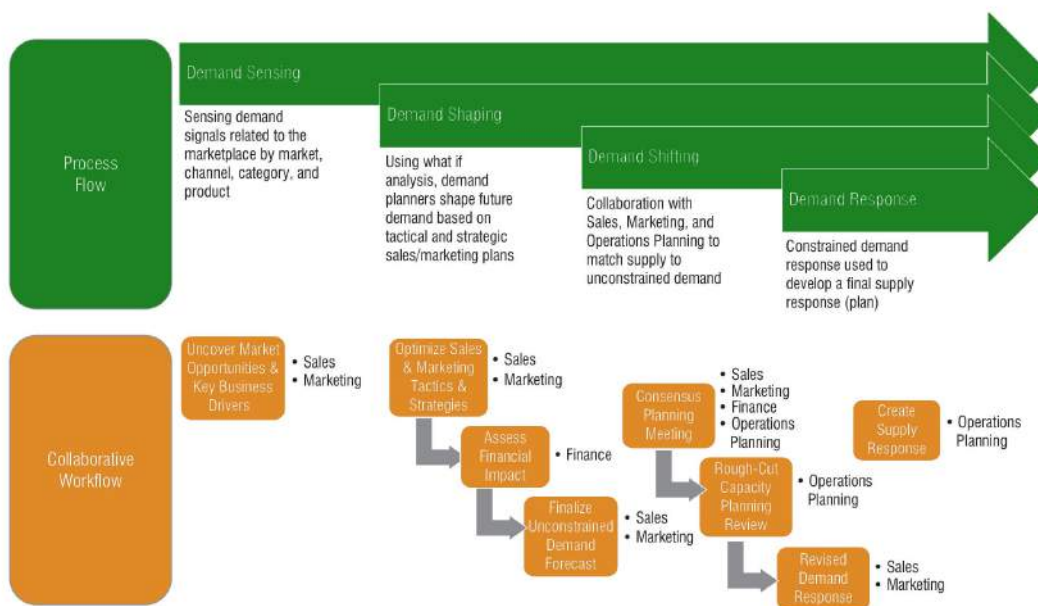 Process
Flow
Demand Sensing
Sensing demand
signals related to the
marketplace by market,
channel, category, and
product
Demand Shaping
Using what if
analysis, demand
planners shape future
demand based on
tactical and strategic
sales/marketing plans
Demand Shifting
Collaboration with
Sales, Marketing, and
Operations Planning to
match supply to
unconstrained demand
Demand Response
Constrained demand
response used to
develop a final supply
response (plan)
Collaborative
Workflow
Uncover Market
Opportunities &
Key Business
Drivers
• Sales
• Marketing
Optimize Sales
& Marketing
Tactics &
Strategies
• Sales
• Marketing
Assess
Financial
Impact
• Finance
Finalize
Unconstrained
Demand
Forecast
• Sales
• Marketing
Consensus
Planning
Meeting
• Sales
• Marketing
• Finance
• Operations
Planning
Rough-Cut
Capacity
Planning
Review
• Operations
Planning
Revised
Demand
Response
• Sales
• Marketing
Create
Supply
Response
• Operations
Planning